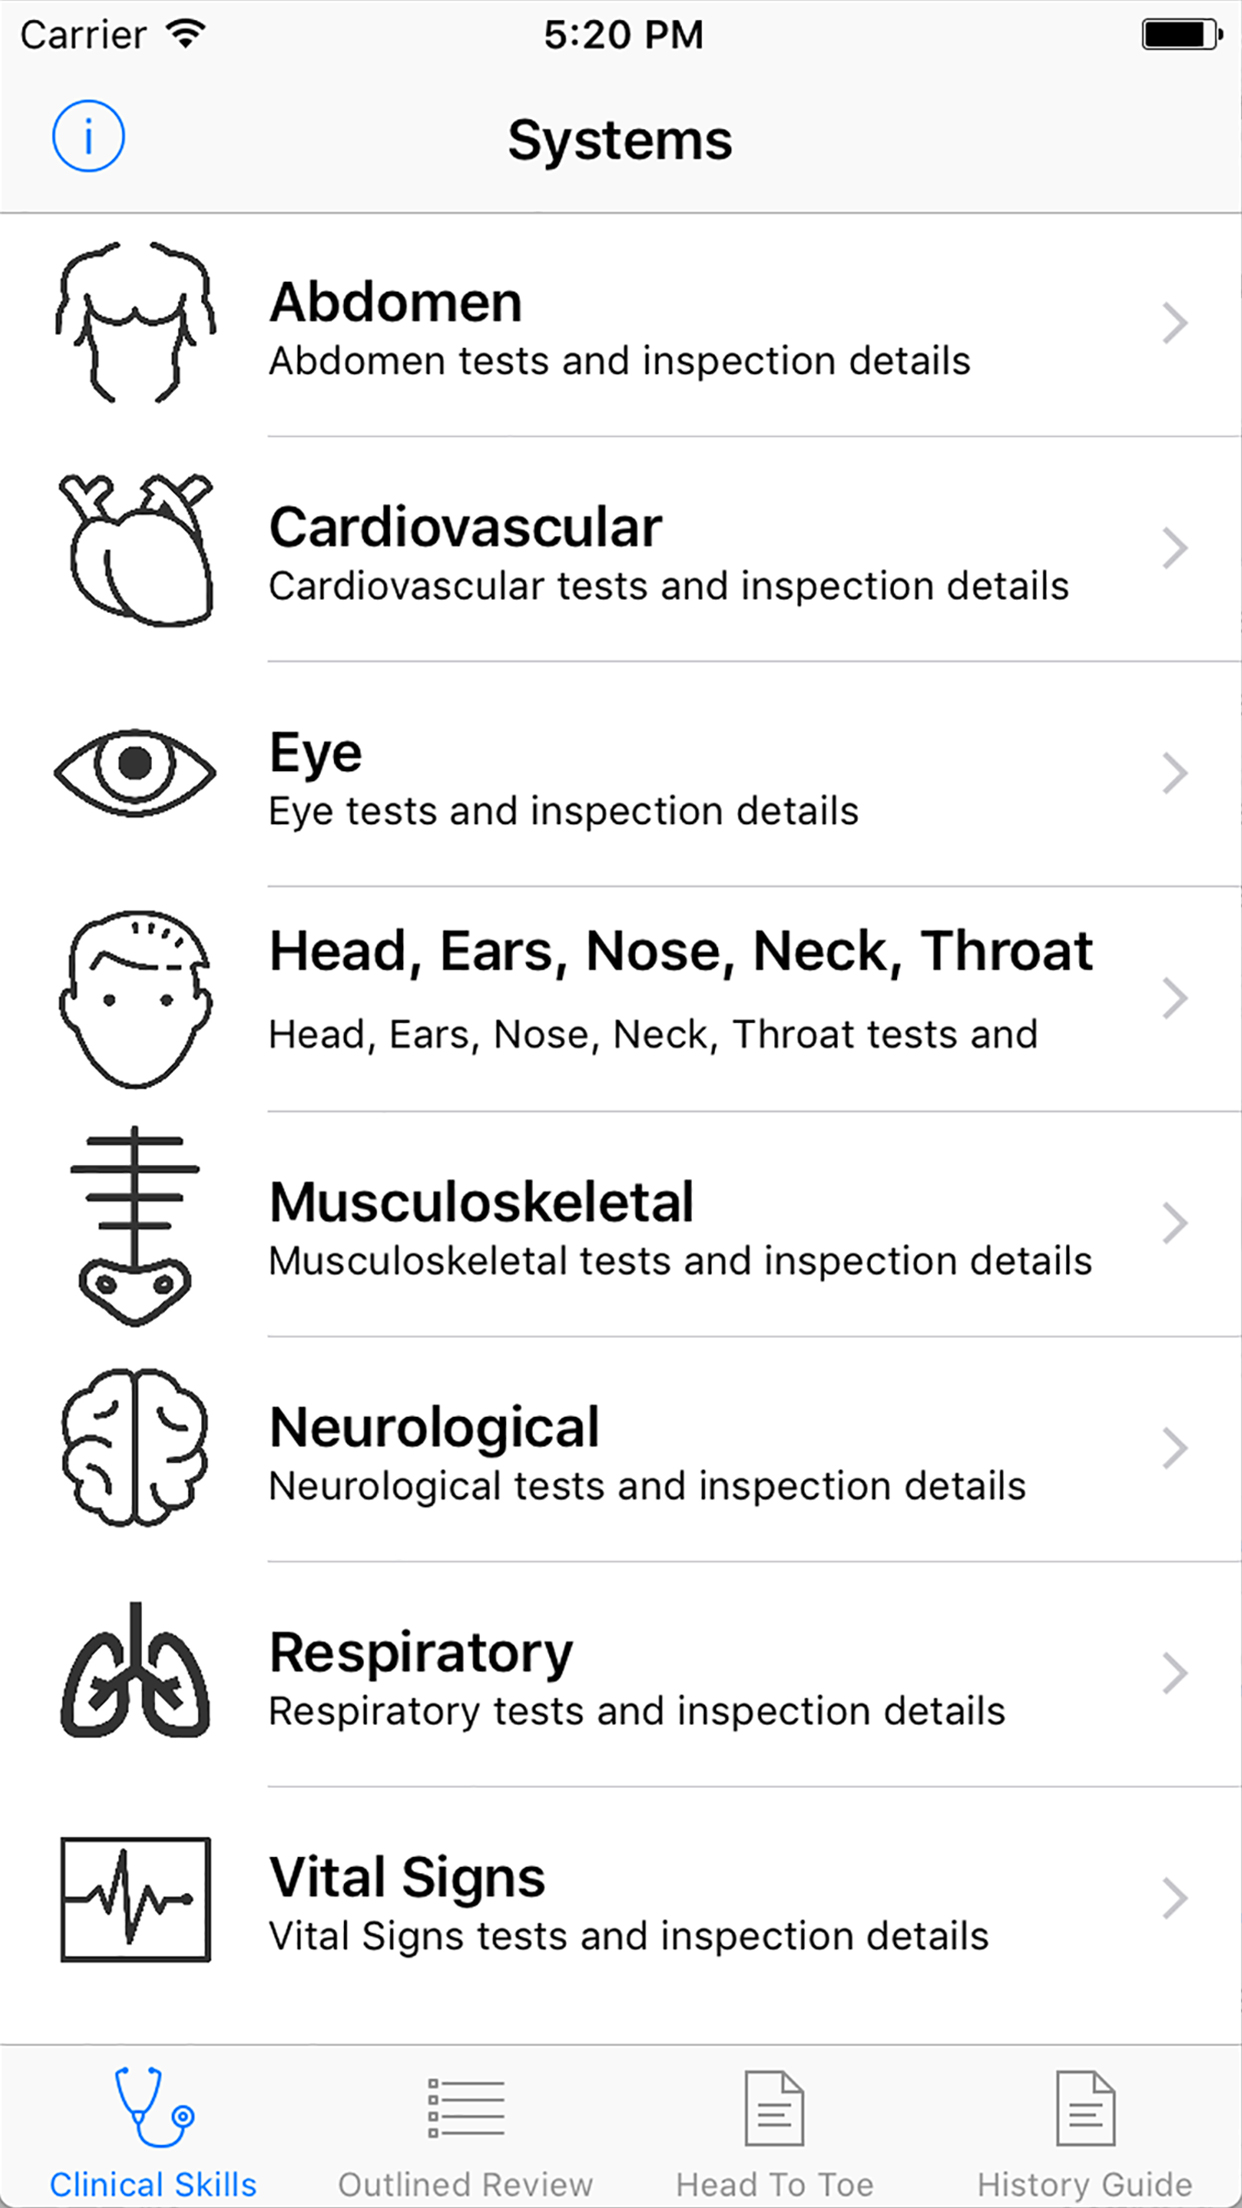 Carrier 5:20 PM
Systems
Abdomen
Abdomen tests and inspection details
Cardiovascular
Cardiovascular tests and inspection details
Eye
Eye tests and inspection details
Head, Ears, Nose, Neck, Throat
Head, Ears, Nose, Neck, Throat tests and
Musculoskeletal
Musculoskeletal tests and inspection details
Neurological
Neurological tests and inspection details
Respiratory
Respiratory tests and inspection details
Vital Signs
Vital Signs tests and inspection details
Clinical Skills Outlined Review Head To Toe History Guide